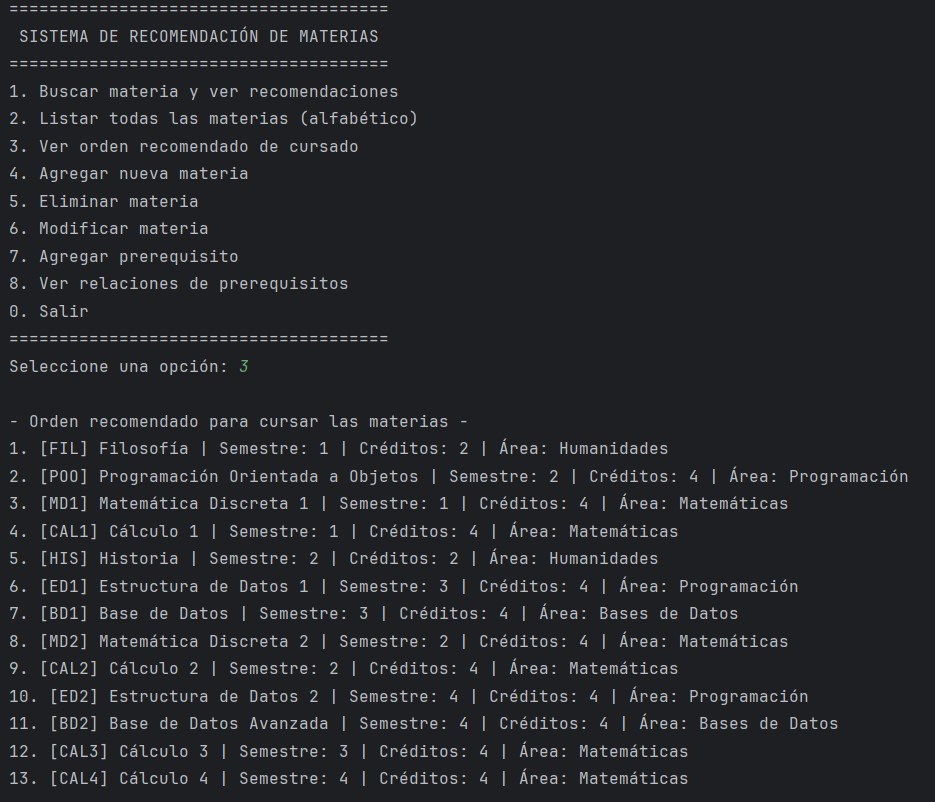 ======================================
SISTEMA DE RECOMENDACIÓN DE MATERIAS
======================================
1. Buscar materia y ver recomendaciones
2. Listar todas las materias (alfabético)
3. Ver orden recomendado de cursado
4. Agregar nueva materia
5. Eliminar materia
6. Modificar materia
7. Agregar prerequisito
8. Ver relaciones de prerequisitos
0. Salir
======================================
Seleccione una opción: 3
- Orden recomendado para cursar las materias -
1. [FIL] Filosofía | Semestre: 1 | Créditos: 2 | Área: Humanidades
2. [POO] Programación Orientada a Objetos | Semestre: 2 | Créditos: 4 | Área: Programación
3. [MD1] Matemática Discreta 1 | Semestre: 1 | Créditos: 4 | Área: Matemáticas
4. [CAL1] Cálculo 1 | Semestre: 1 | Créditos: 4 | Área: Matemáticas
5. [HIS] Historia | Semestre: 2 | Créditos: 2 | Área: Humanidades
6. [ED1] Estructura de Datos 1 | Semestre: 3 | Créditos: 4 | Área: Programación
7. [BD1] Base de Datos | Semestre: 3 | Créditos: 4 | Área: Bases de Datos
8. [MD2] Matemática Discreta 2 | Semestre: 2 | Créditos: 4 | Área: Matemáticas
9. [CAL2] Cálculo 2 | Semestre: 2 | Créditos: 4 | Área: Matemáticas
10. [ED2] Estructura de Datos 2 | Semestre: 4 | Créditos: 4 | Área: Programación
11. [BD2] Base de Datos Avanzada | Semestre: 4 | Créditos: 4 | Área: Bases de Datos
12. [CAL3] Cálculo 3 | Semestre: 3 | Créditos: 4 | Área: Matemáticas
13. [CAL4] Cálculo 4 | Semestre: 4 | Créditos: 4 | Área: Matemáticas